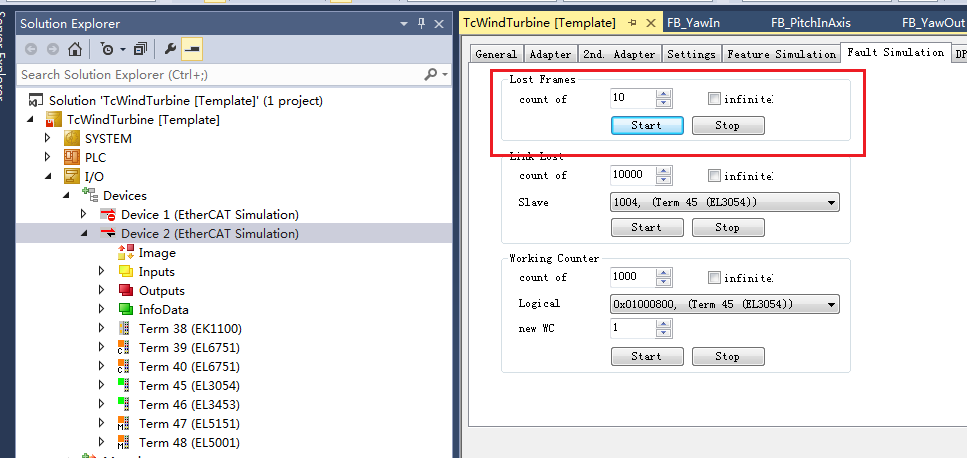 Solution Explorer
Search Solution Explorer (Ctrl+;)
Solution 'TcWindTurbine [Template]' (1 project)
TcWindTurbine [Template]
SYSTEM
PLC
I/O
Devices
Device 1 (EtherCAT Simulation)
Device 2 (EtherCAT Simulation)
Image
Inputs
Outputs
InfoData
Term 38 (EK1100)
Term 39 (EL6751)
Term 40 (EL6751)
Term 45 (EL3054)
Term 46 (EL3453)
Term 47 (EL5151)
Term 48 (EL5001)
TcWindTurbine [Template] FB_YawIn FB_PitchInAxis FB_YawOut
General Adapter 2nd. Adapter Settings Feature Simulation Fault Simulation
Lost Frames
count of 10 infinite
Start Stop
Link Lost
count of 10000 infinite
Slave 1004, (Term 45 (EL3054))
Start Stop
Working Counter
count of 1000 infinite
Logical 0x01000800, (Term 45 (EL3054))
new WC 1
Start Stop